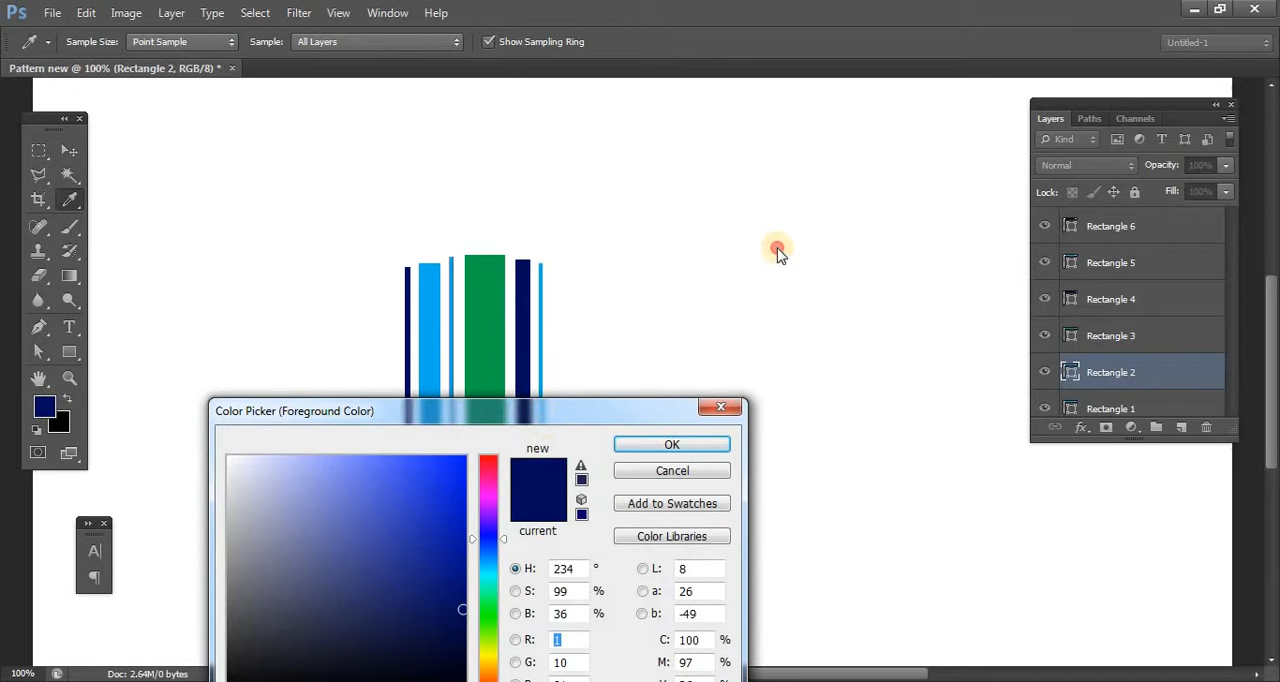 Ps File Edit Image Layer Type Select Filter View Window Help
Sample Size: Point Sample Sample: All Layers Show Sampling Ring Untitled-1
Pattern new @ 100% (Rectangle 2, RGB/8) * ×
Layers Paths Channels
Kind
Normal Opacity: 100%
Lock: Fill: 100%
Rectangle 6
Rectangle 5
Rectangle 4
Rectangle 3
Rectangle 2
Rectangle 1
fx
T
A
Color Picker (Foreground Color)
new
current
OK
Cancel
Add to Swatches
Color Libraries
H: 234 ° L: 8
S: 99 % a: 26
B: 36 % b: -49
R: 1 C: 100 %
G: 10 M: 97 %
100% Doc: 2.64M/0 bytes